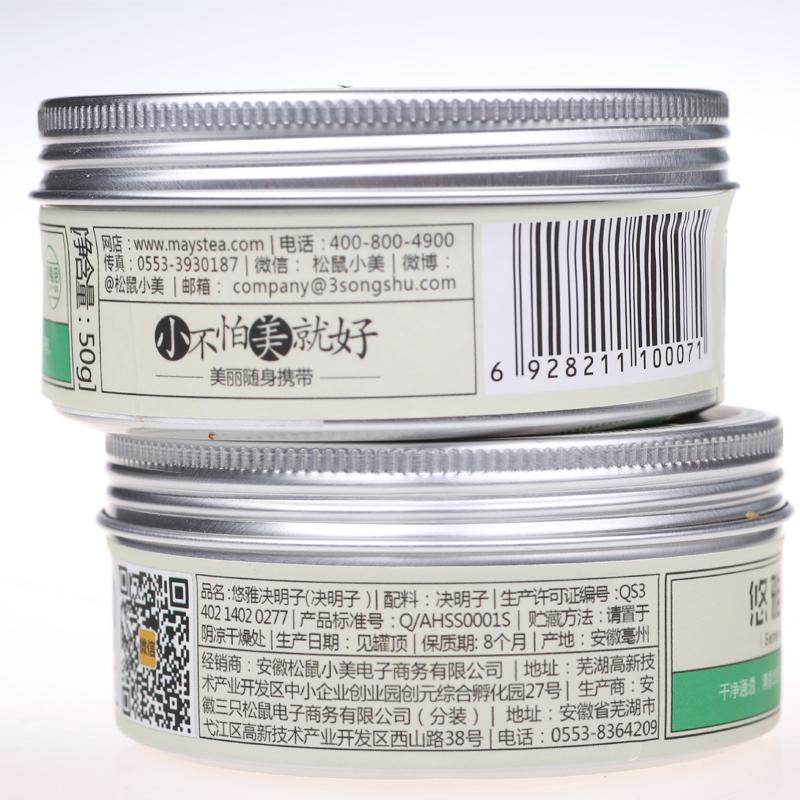 [净含量：50g]
网店：www.maystea.com | 电话：400-800-4900
传真：0553-3930187 | 微信： 松鼠小美 | 微博：
@松鼠小美 | 邮箱： company@3songshu.com
小不怕美就好
美丽随身携带
6 928211 100071
微信
品名：悠雅决明子(决明子 ) | 配料：决明子 | 生产许可证编号：QS3
402 1402 0277 | 产品标准号：Q/AHSS0001S | 贮藏方法：请置于
阴凉干燥处 | 生产日期：见罐顶 | 保质期: 8个月 | 产地：安徽亳州
经销商：安徽松鼠小美电子商务有限公司 | 地址：芜湖高新技
术产业开发区中小企业创业园创元综合孵化园27号 | 生产商：安
徽三只松鼠电子商务有限公司（分装）| 地址：安徽省芜湖市
弋江区高新技术产业开发区西山路38号 | 电话：0553-8364209
悠雅
干净通透，